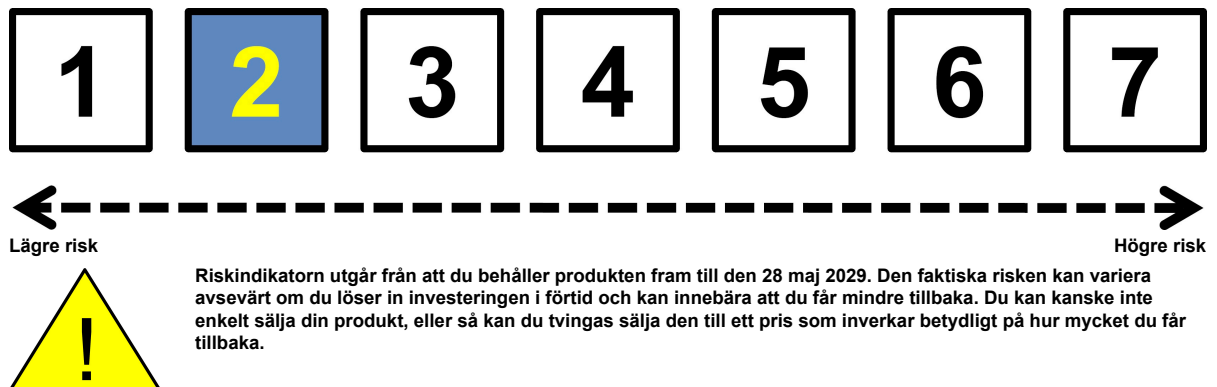 1 2 3 4 5 6 7
Lägre risk Högre risk
Riskindikatorn utgår från att du behåller produkten fram till den 28 maj 2029. Den faktiska risken kan variera
avsevärt om du löser in investeringen i förtid och kan innebära att du får mindre tillbaka. Du kan kanske inte
enkelt sälja din produkt, eller så kan du tvingas sälja den till ett pris som inverkar betydligt på hur mycket du får
tillbaka.
!